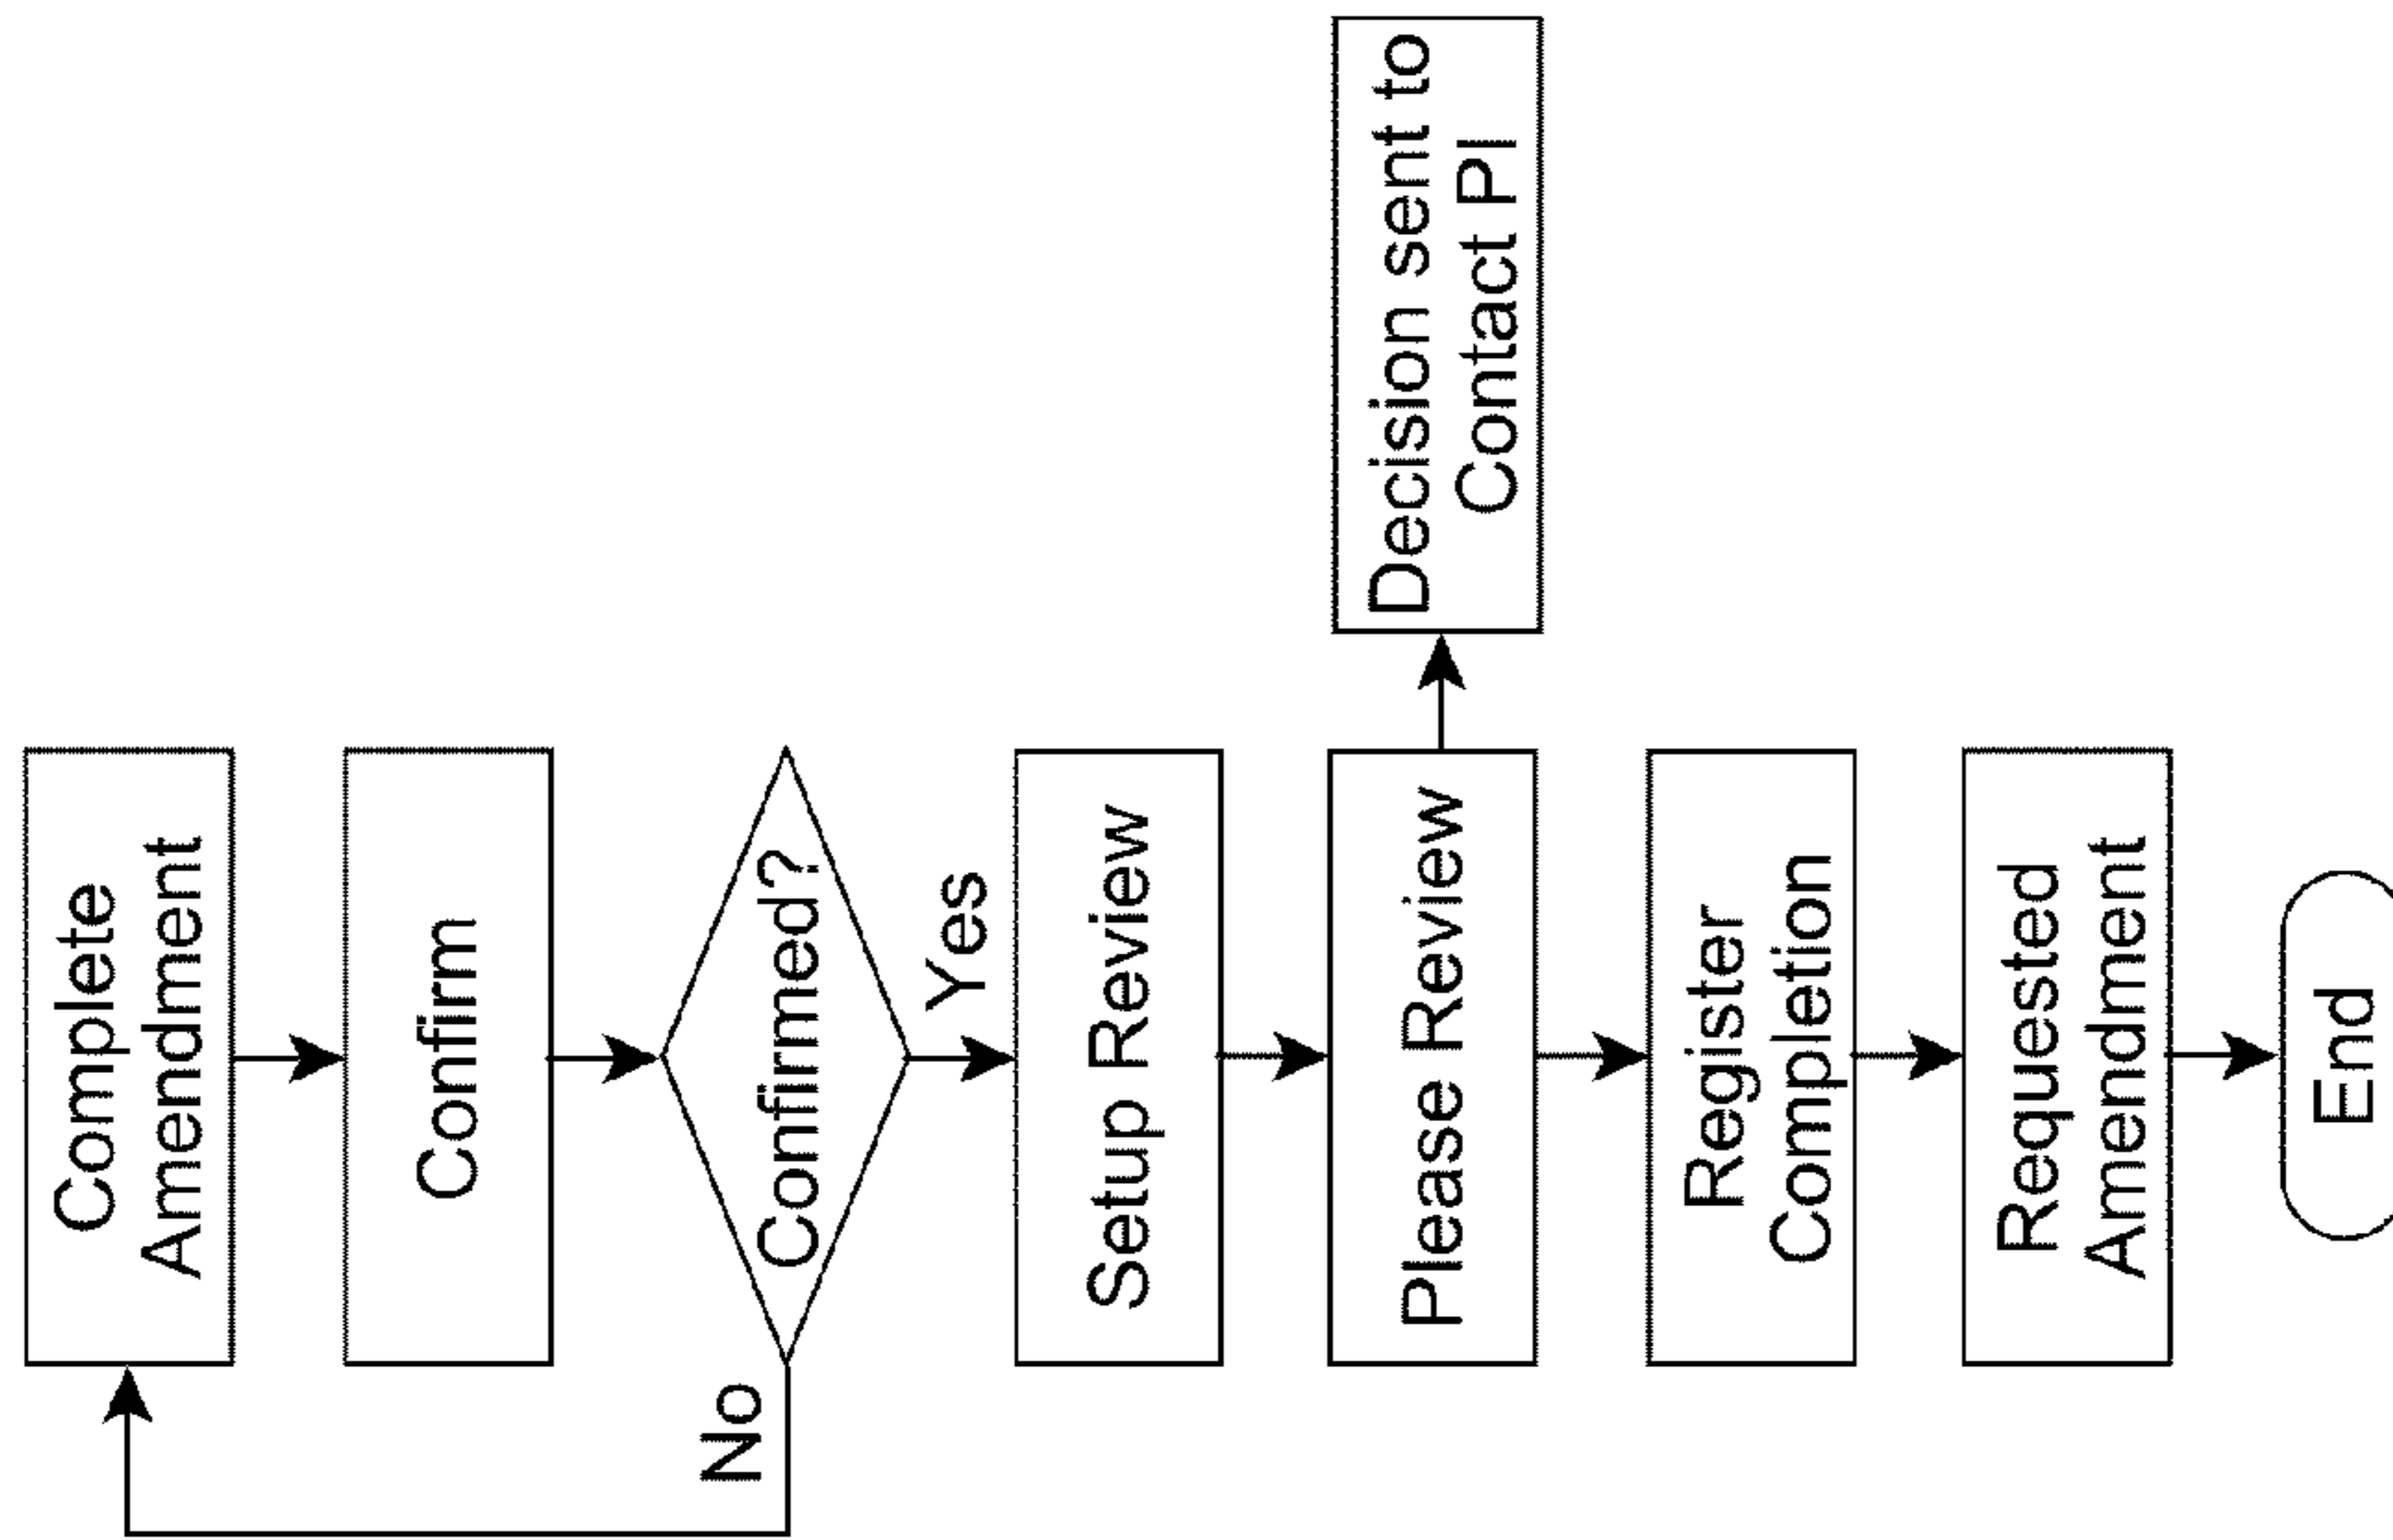 Complete
Amendment
Confirm
Confirmed?
No
Yes
Setup Review
Please Review
Decision sent to
Contact PI
Register
Completion
Requested
Amendment
End